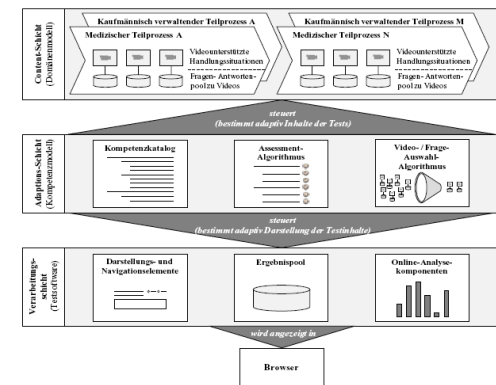 Content-Schicht
(Domänenmodell)
Kaufmännisch verwaltender Teilprozess A
Medizischer Teilprozess A
Videounterstützte
Handlungssituationen
Fragen- Antworten-
pool zu Videos
Kaufmännisch verwaltender Teilprozess M
Medizinischer Teilprozess N
Videounterstützte
Handlungssituationen
Fragen- Antworten-
pool zu Videos
steuert
(bestimmt adaptiv Inhalte der Tests)
Adaptions-Schicht
(Kompetenzmodell)
Kompetenzkatalog
Assessment-
Algorithmus
Video- / Frage-
Auswahl-
Algorithmus
steuert
(bestimmt adaptiv Darstellung der Testinhalte)
Verarbeitungs-
schicht
(Testsoftware)
Darstellungs- und
Navigationselemente
Ergebnispool
Online-Analyse-
komponenten
wird angezeigt in
Browser